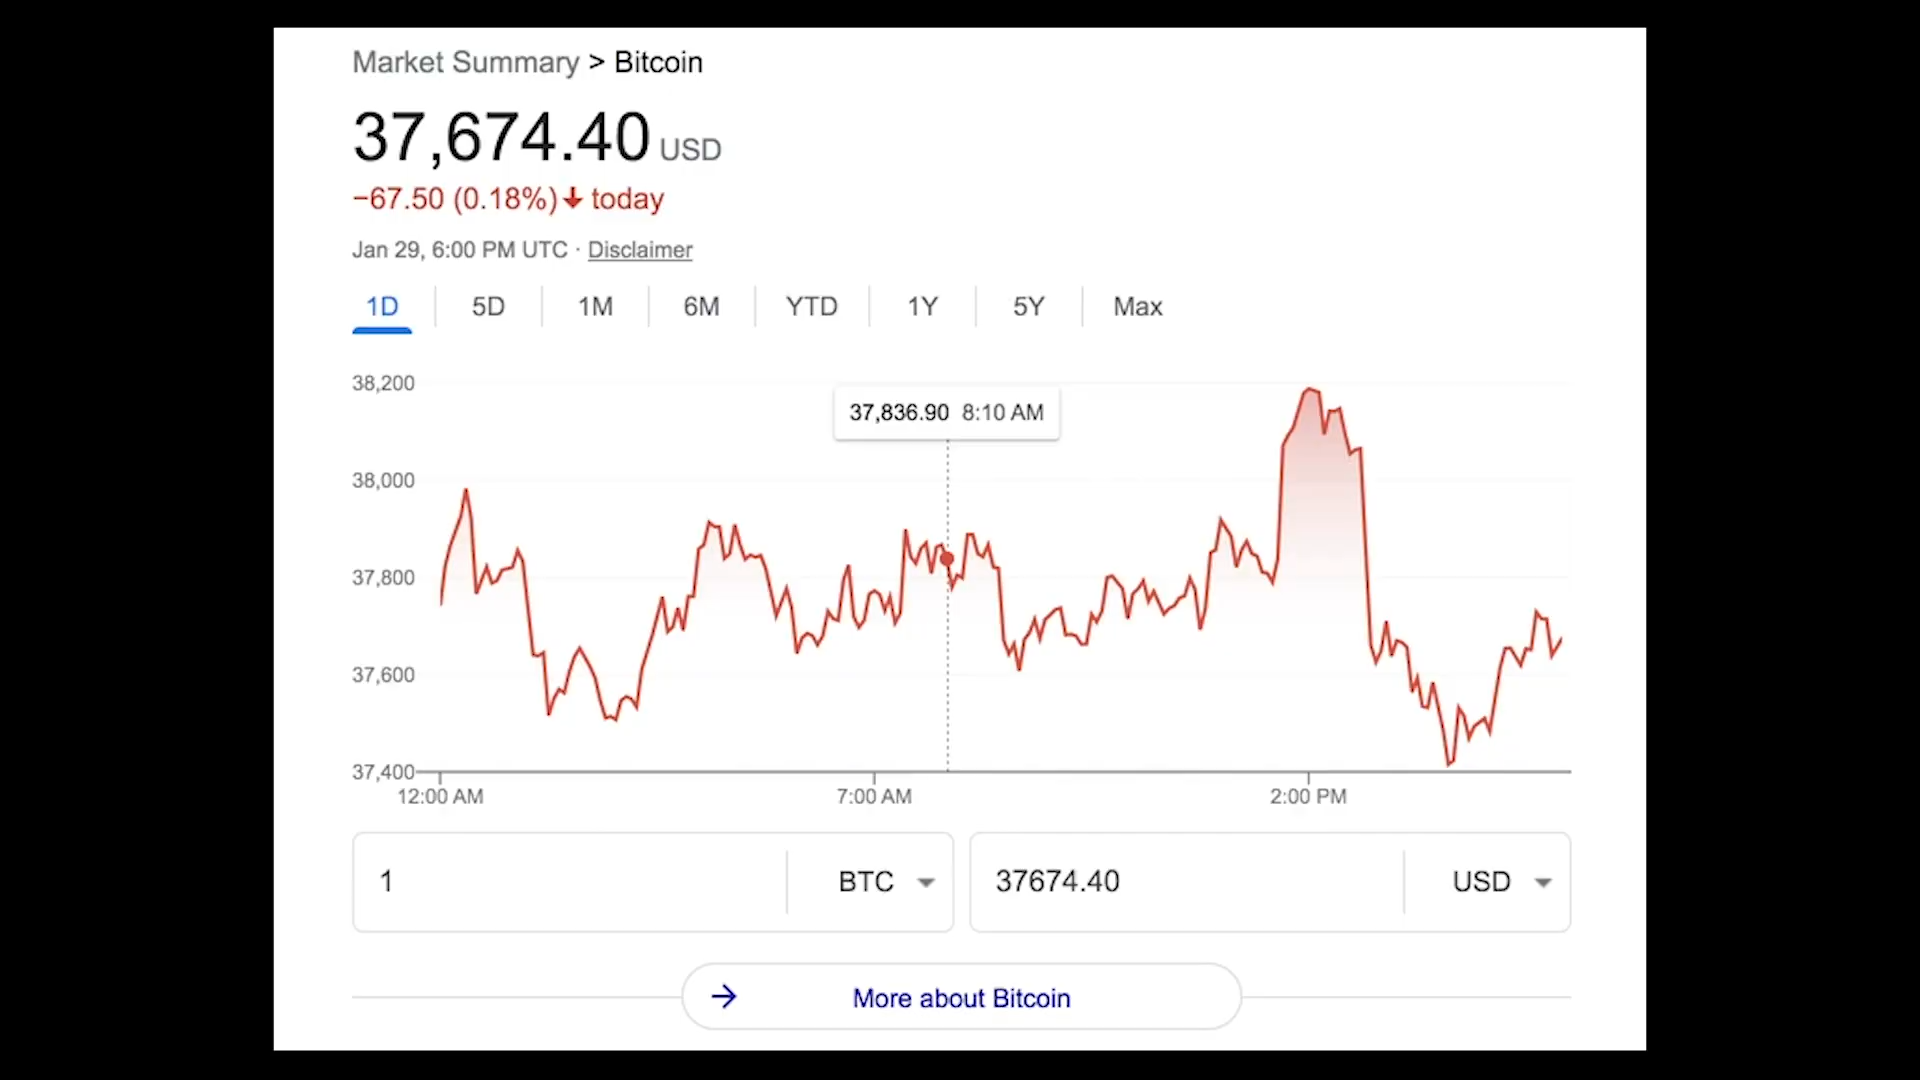 Market Summary > Bitcoin
37,674.40 USD
−67.50 (0.18%) today
Jan 29, 6:00 PM UTC · Disclaimer
1D 5D 1M 6M YTD 1Y 5Y Max
38,200
37,836.90 8:10 AM
38,000
37,800
37,600
37,400
12:00 AM 7:00 AM 2:00 PM
1 BTC 37674.40 USD
More about Bitcoin